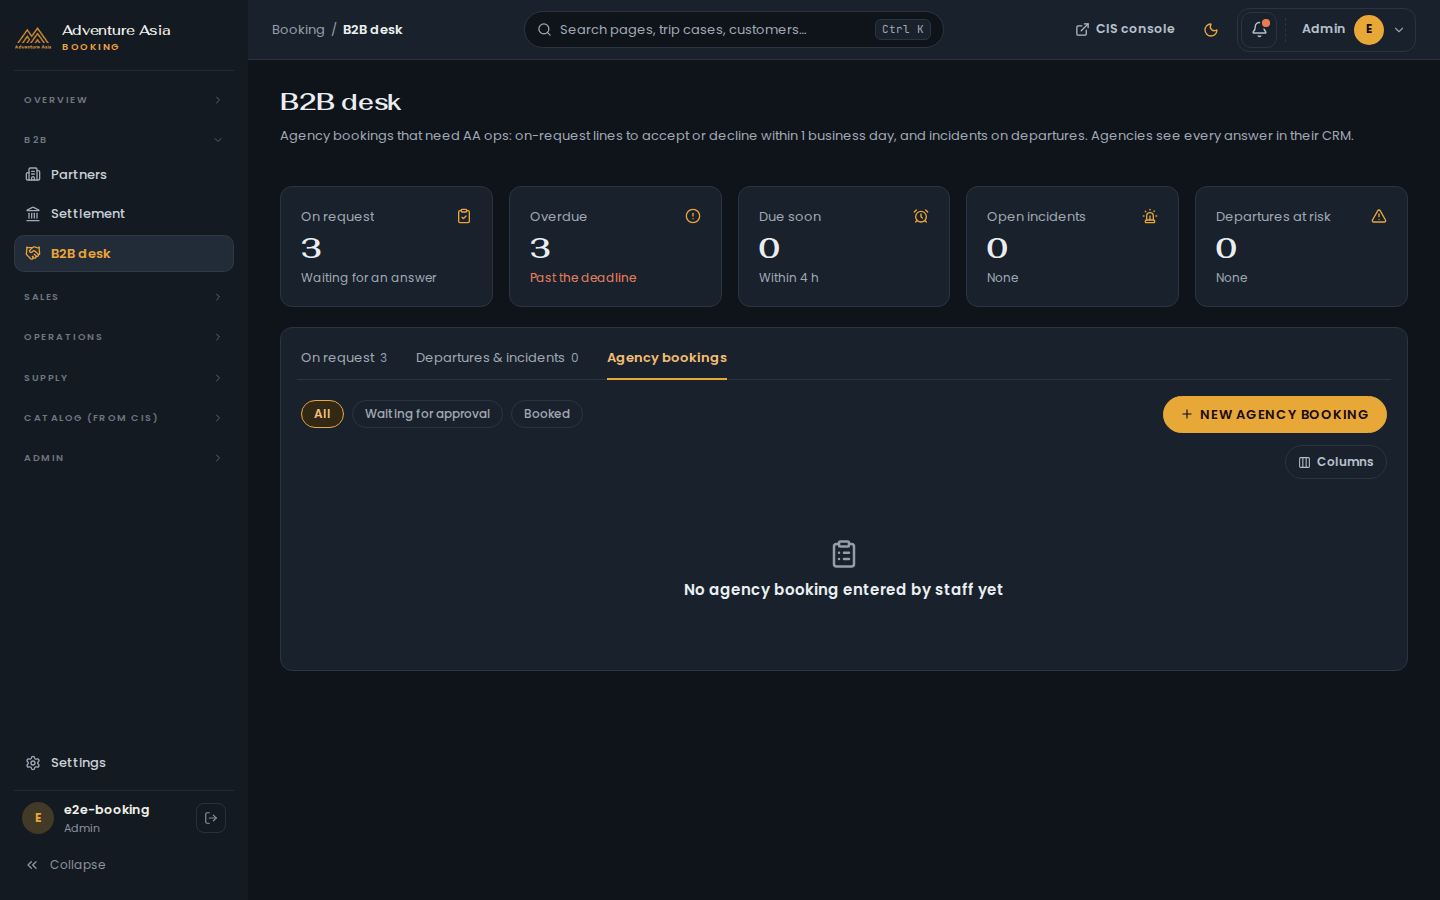 Adventure Asia
Adventure Asia
BOOKING
OVERVIEW
B2B
Partners
Settlement
B2B desk
SALES
OPERATIONS
SUPPLY
CATALOG (FROM CIS)
ADMIN
Settings
E
e2e-booking
Admin
Collapse
Booking / B2B desk
Search pages, trip cases, customers...
Ctrl K
CIS console
Admin
E
B2B desk
Agency bookings that need AA ops: on-request lines to accept or decline within 1 business day, and incidents on departures. Agencies see every answer in their CRM.
On request
3
Waiting for an answer
Overdue
3
Past the deadline
Due soon
0
Within 4 h
Open incidents
0
None
Departures at risk
0
None
On request 3
Departures & incidents 0
Agency bookings
All
Waiting for approval
Booked
+ NEW AGENCY BOOKING
Columns
No agency booking entered by staff yet